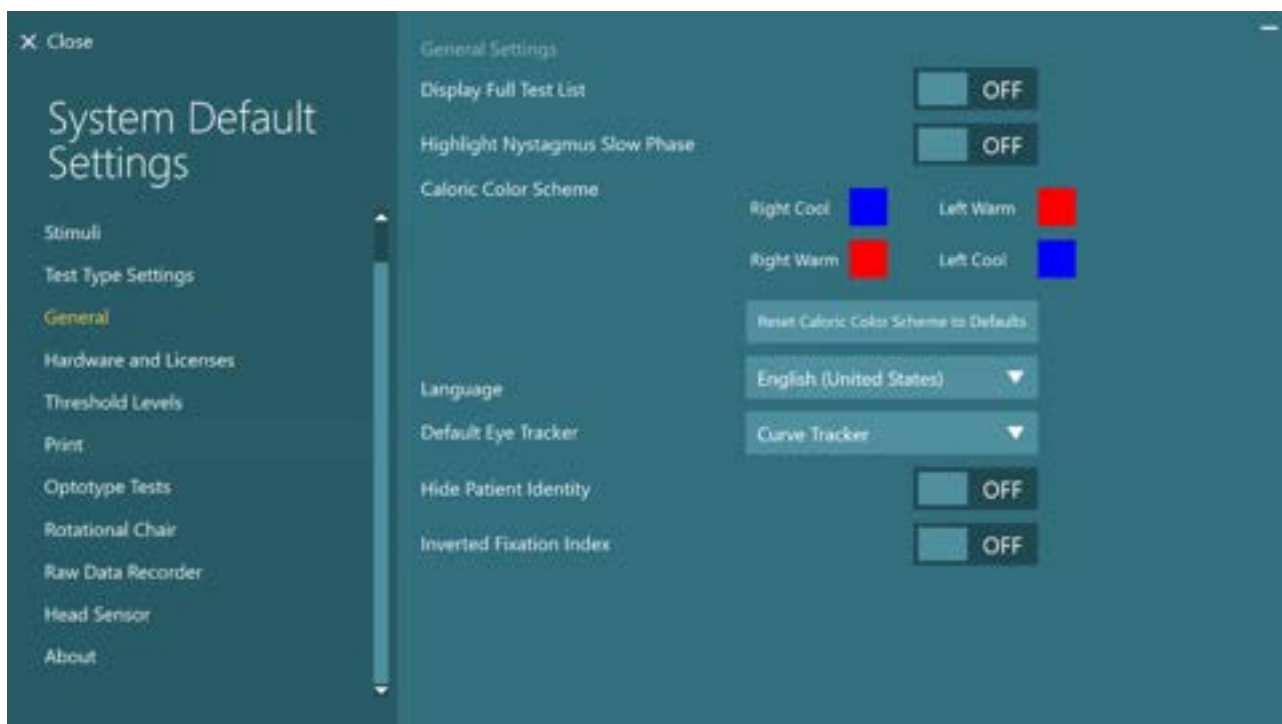 Close
System Default
Settings
Stimuli
Test Type Settings
General
Hardware and Licenses
Threshold Levels
Print
Optotype Tests
Rotational Chair
Raw Data Recorder
Head Sensor
About
General Settings
Display Full Test List OFF
Highlight Nystagmus Slow Phase OFF
Caloric Color Scheme
Right Cool Left Warm
Right Warm Left Cool
Reset Caloric Color Scheme to Defaults
Language English (United States)
Default Eye Tracker Curve Tracker
Hide Patient Identity OFF
Inverted Fixation Index OFF